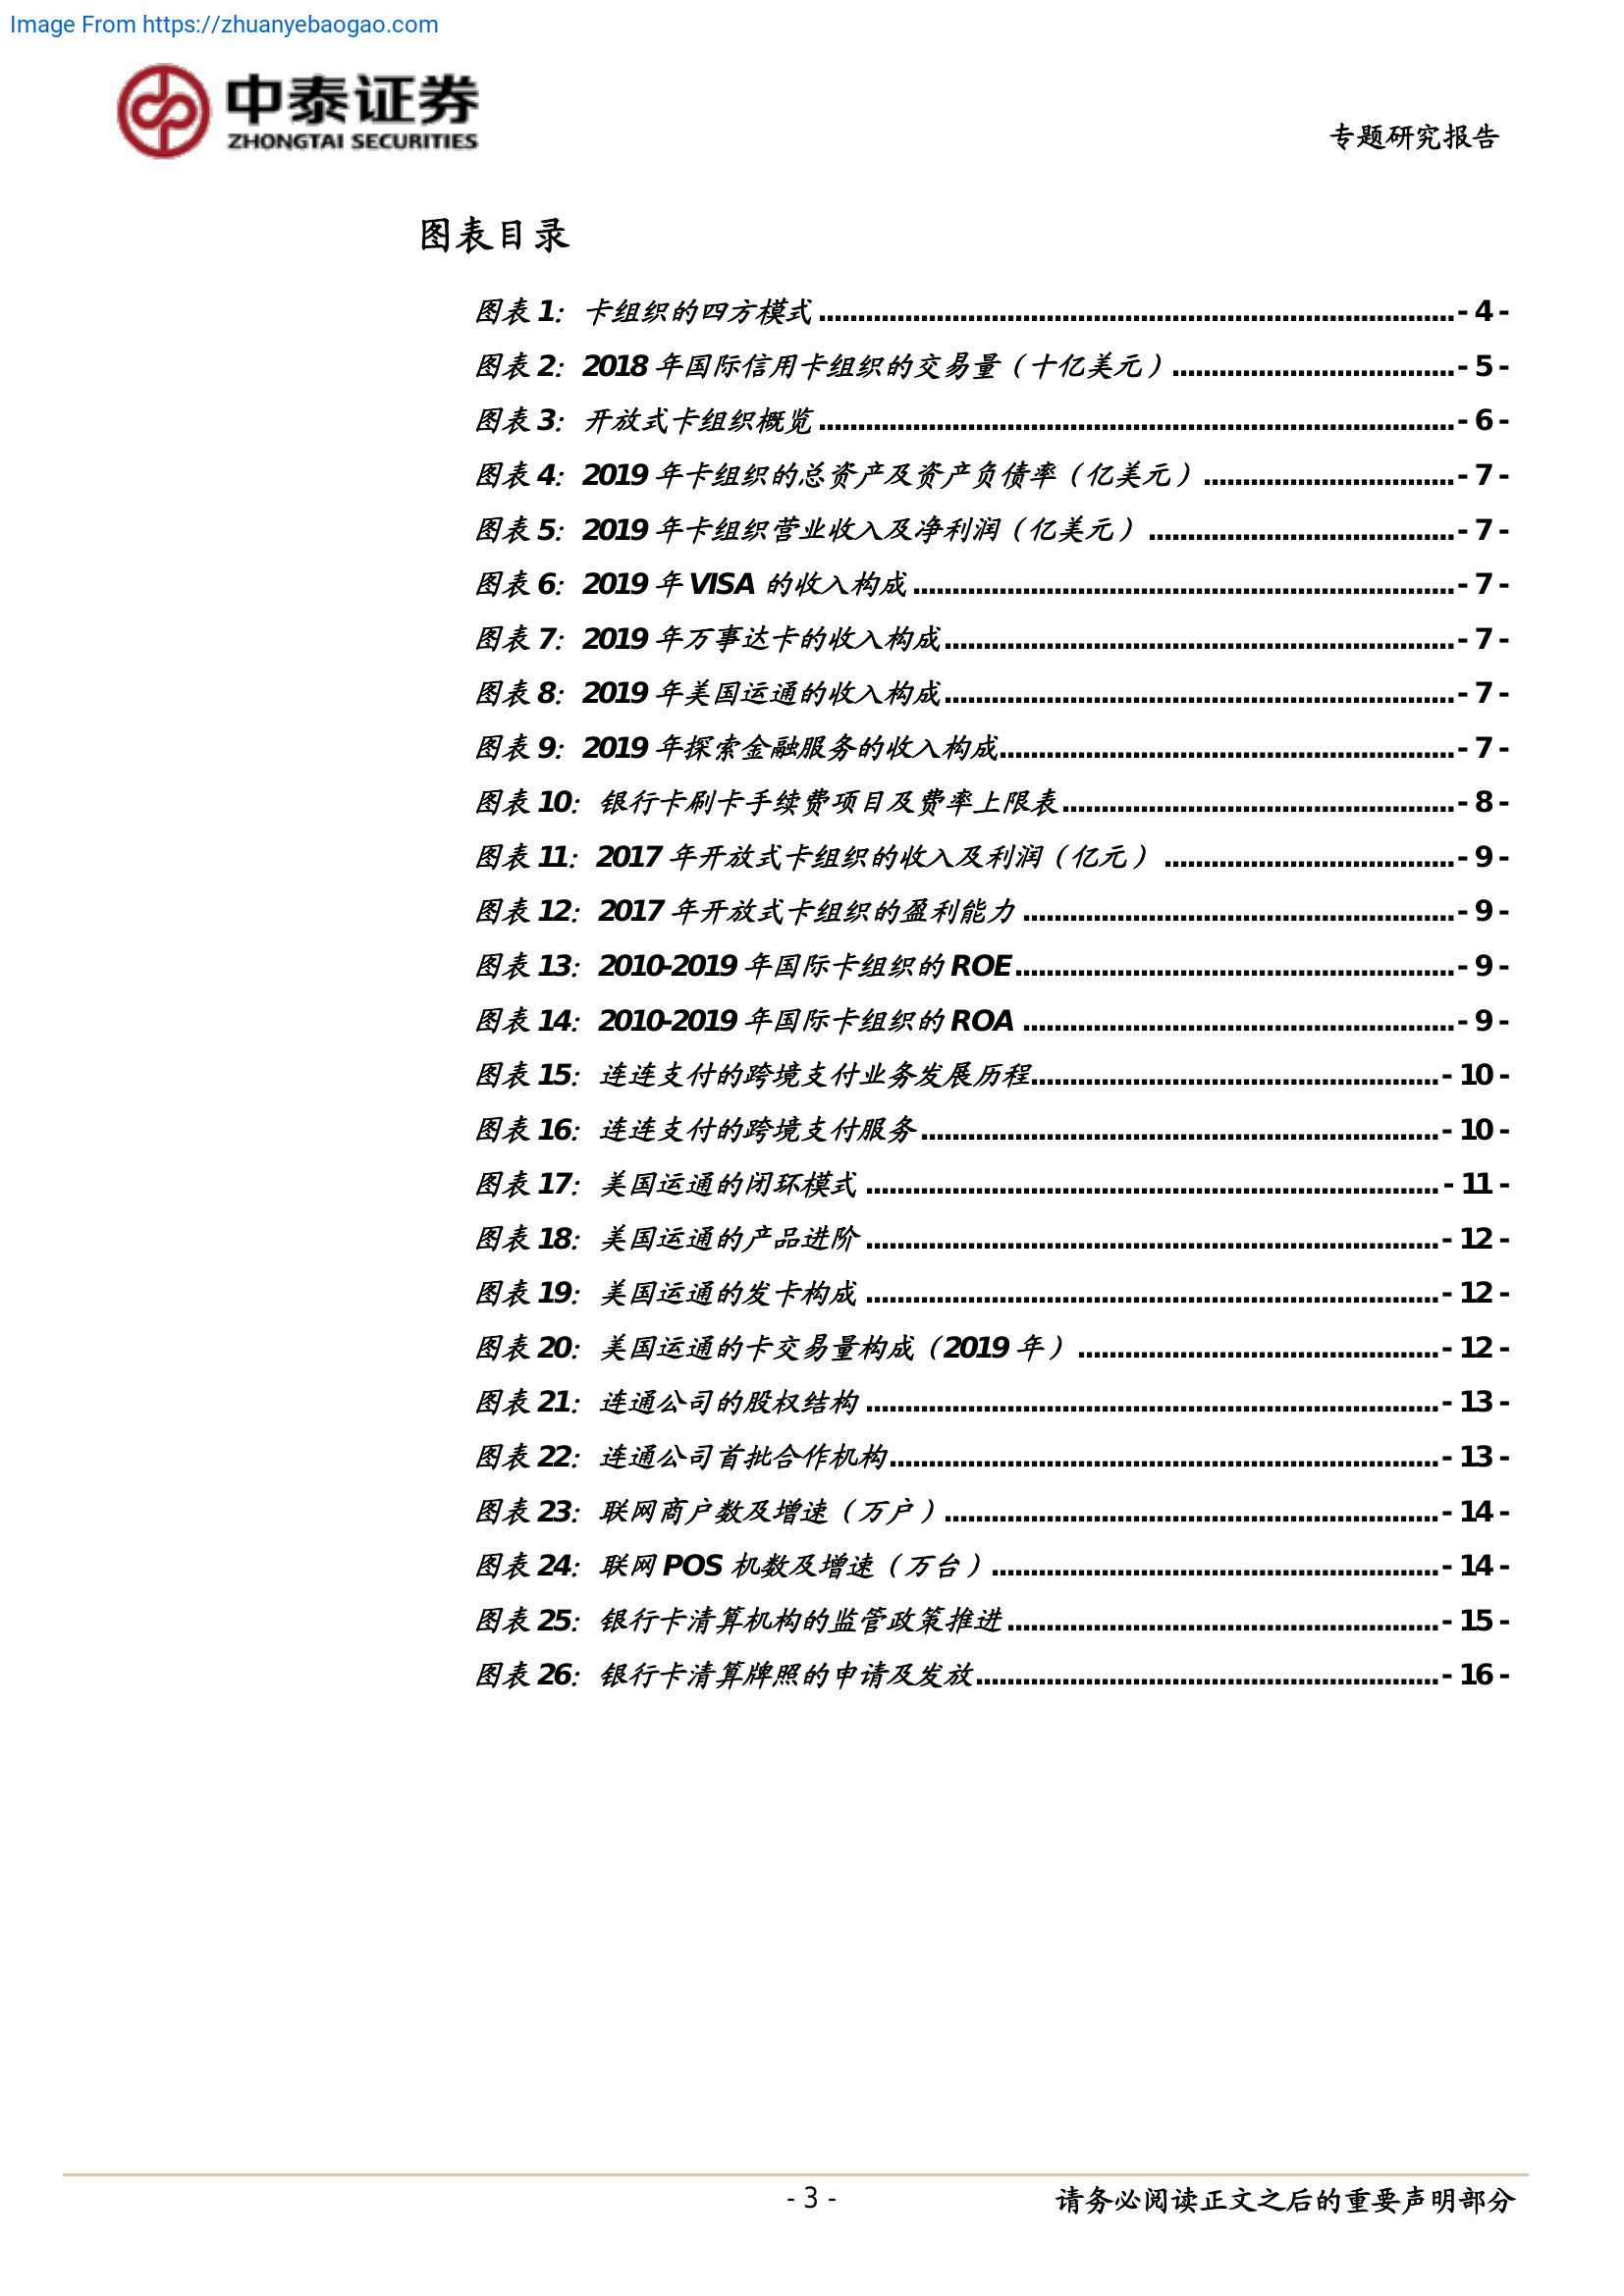 Image From https://zhuanyebaogao.com
中泰证券
ZHONGTAI SECURITIES
专题研究报告
图表目录
图表 1：卡组织的四方模式 ........ - 4 -
图表 2：2018 年国际信用卡组织的交易量（十亿美元） ........ - 5 -
图表 3：开放式卡组织概览 ........ - 6 -
图表 4：2019 年卡组织的总资产及资产负债率（亿美元） ........ - 7 -
图表 5：2019 年卡组织营业收入及净利润（亿美元） ........ - 7 -
图表 6：2019 年 VISA 的收入构成 ........ - 7 -
图表 7：2019 年万事达卡的收入构成 ........ - 7 -
图表 8：2019 年美国运通的收入构成 ........ - 7 -
图表 9：2019 年探索金融服务的收入构成 ........ - 7 -
图表 10：银行卡刷卡手续费项目及费率上限表 ........ - 8 -
图表 11：2017 年开放式卡组织的收入及利润（亿元） ........ - 9 -
图表 12：2017 年开放式卡组织的盈利能力 ........ - 9 -
图表 13：2010-2019 年国际卡组织的 ROE ........ - 9 -
图表 14：2010-2019 年国际卡组织的 ROA ........ - 9 -
图表 15：连连支付的跨境支付业务发展历程 ........ - 10 -
图表 16：连连支付的跨境支付服务 ........ - 10 -
图表 17：美国运通的闭环模式 ........ - 11 -
图表 18：美国运通的产品进阶 ........ - 12 -
图表 19：美国运通的发卡构成 ........ - 12 -
图表 20：美国运通的卡交易量构成（2019 年） ........ - 12 -
图表 21：连通公司的股权结构 ........ - 13 -
图表 22：连通公司首批合作机构 ........ - 13 -
图表 23：联网商户数及增速（万户） ........ - 14 -
图表 24：联网 POS 机数及增速（万台） ........ - 14 -
图表 25：银行卡清算机构的监管政策推进 ........ - 15 -
图表 26：银行卡清算牌照的申请及发放 ........ - 16 -
- 3 -
请务必阅读正文之后的重要声明部分